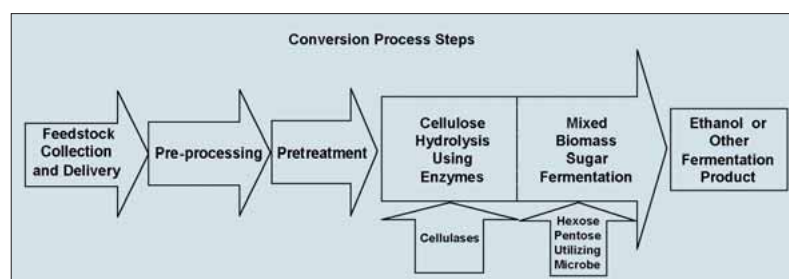 Conversion Process Steps
Feedstock
Collection
and Delivery
Pre-processing
Pretreatment
Cellulose
Hydrolysis
Using
Enzymes
Mixed
Biomass
Sugar
Fermentation
Ethanol or
Other
Fermentation
Product
Cellulases
Hexose
Pentose
Utilizing
Microbe